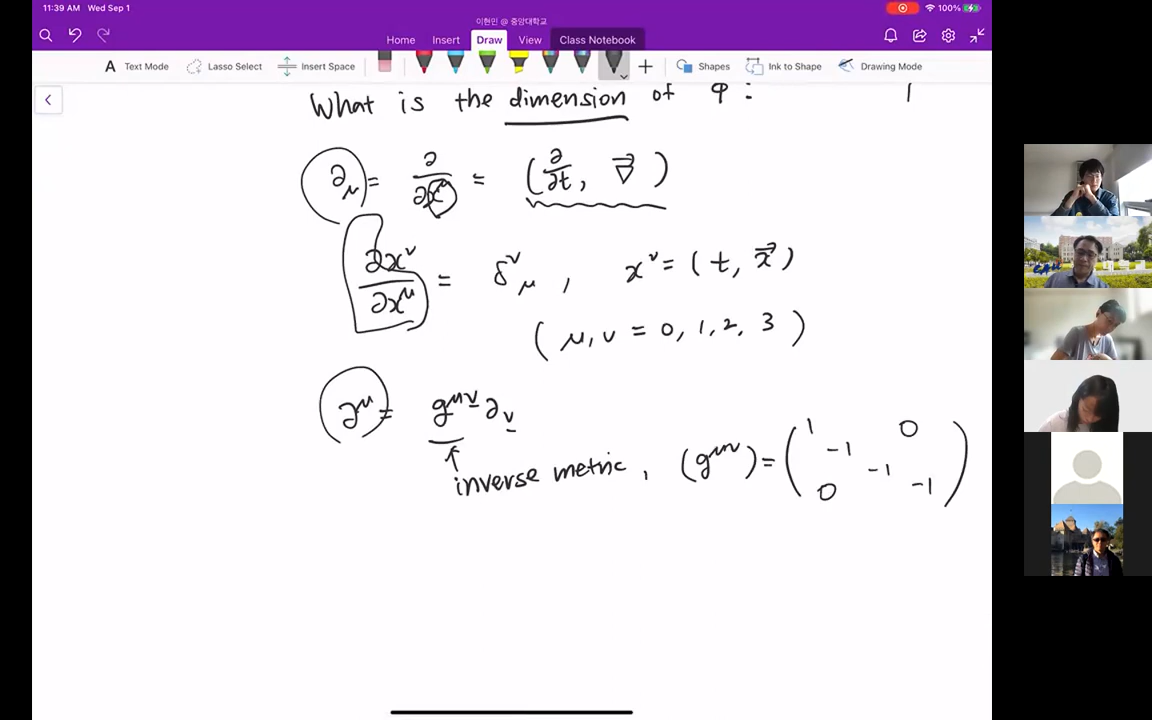 11:39 AM Wed Sep 1
100%
이현민 @ 중앙대학교
Home Insert Draw View Class Notebook
A Text Mode Lasso Select Insert Space Shapes Ink to Shape Drawing Mode
What is the dimension of φ : 1
∂_μ = ∂/∂x^μ = (∂/∂t, ∇⃗)
∂x^ν/∂x^μ = δ^ν_μ , x^ν = (t, x⃗)
(μ, ν = 0, 1, 2, 3)
∂^μ = g^{μν} ∂_ν
↑
inverse metric, (g^{μν}) = (1 -1 -1 -1, 0 0)